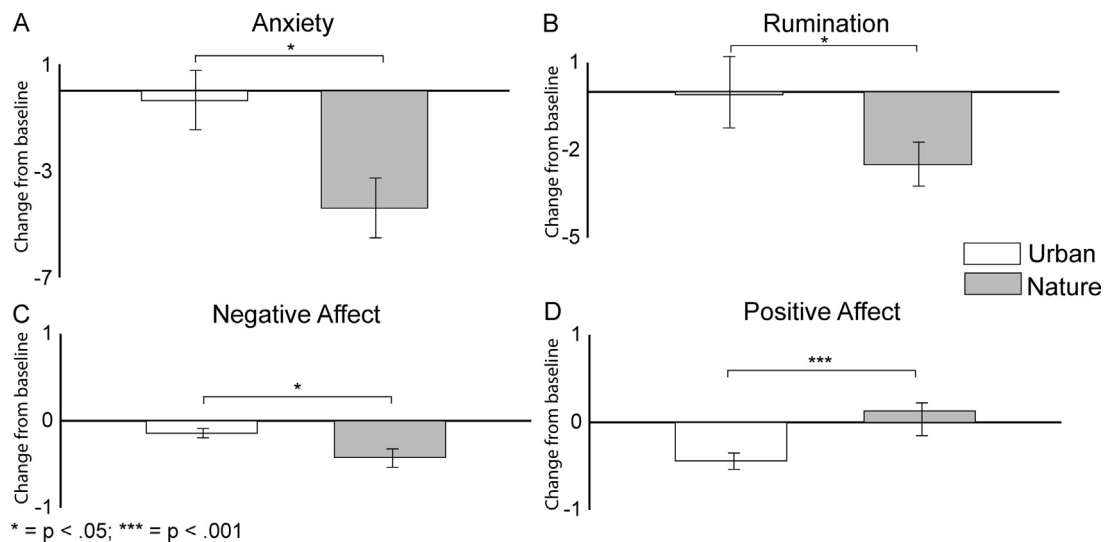 A
Anxiety
Change from baseline
1
-3
-7
*
B
Rumination
Change from baseline
1
-2
-5
*
Urban
Nature
C
Negative Affect
Change from baseline
1
0
-1
*
D
Positive Affect
Change from baseline
1
0
-1
***
* = p < .05; *** = p < .001